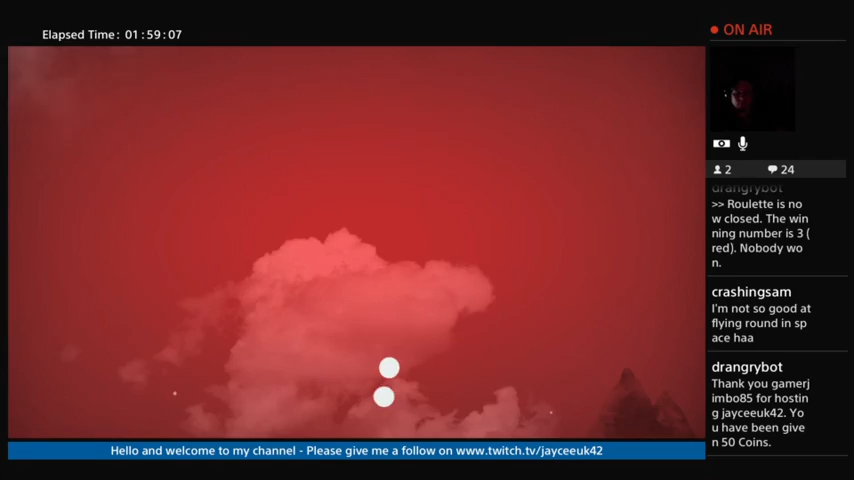 Elapsed Time: 01:59:07
ON AIR
2 24
drangrybot
>> Roulette is no
w closed. The win
ning number is 3 (
red). Nobody wo
n.
crashingsam
I'm not so good at
flying round in sp
ace haa
drangrybot
Thank you gamerj
imbo85 for hostin
g jayceeuk42. Yo
u have been give
n 50 Coins.
Hello and welcome to my channel - Please give me a follow on www.twitch.tv/jayceeuk42